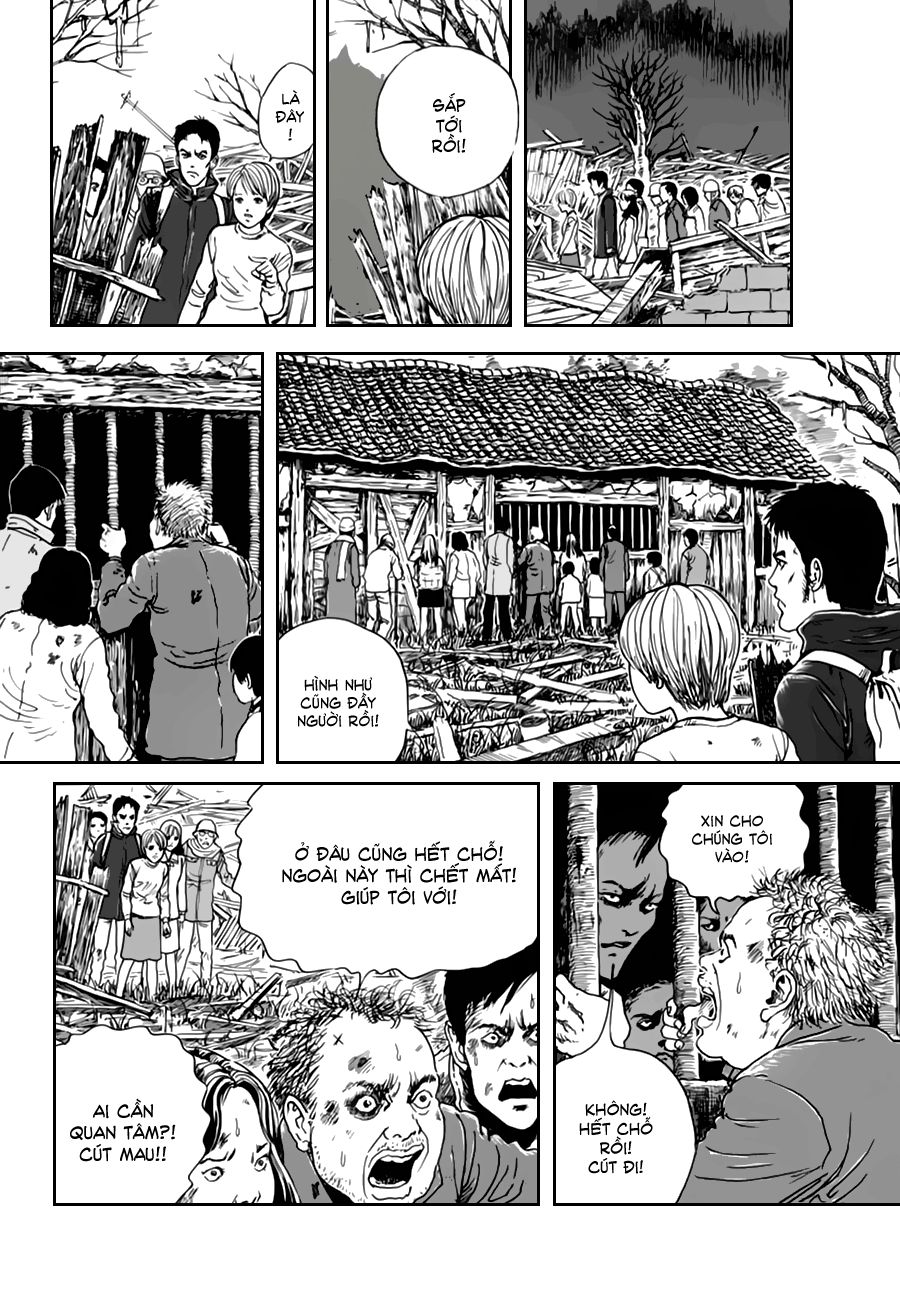 SẮP
TỚI
RỒI!
LÀ
ĐÂY
!
HÌNH NHƯ
CŨNG ĐẦY
NGƯỜI RỒI!
XIN CHO
CHÚNG TÔI
VÀO!
KHÔNG!
HẾT CHỖ
RỒI!
CÚT ĐI!
Ở ĐÂU CŨNG HẾT CHỖ!
NGOÀI NÀY THÌ CHẾT MẤT!
GIÚP TÔI VỚI!
AI CẦN
QUAN TÂM?!
CÚT MAU!!